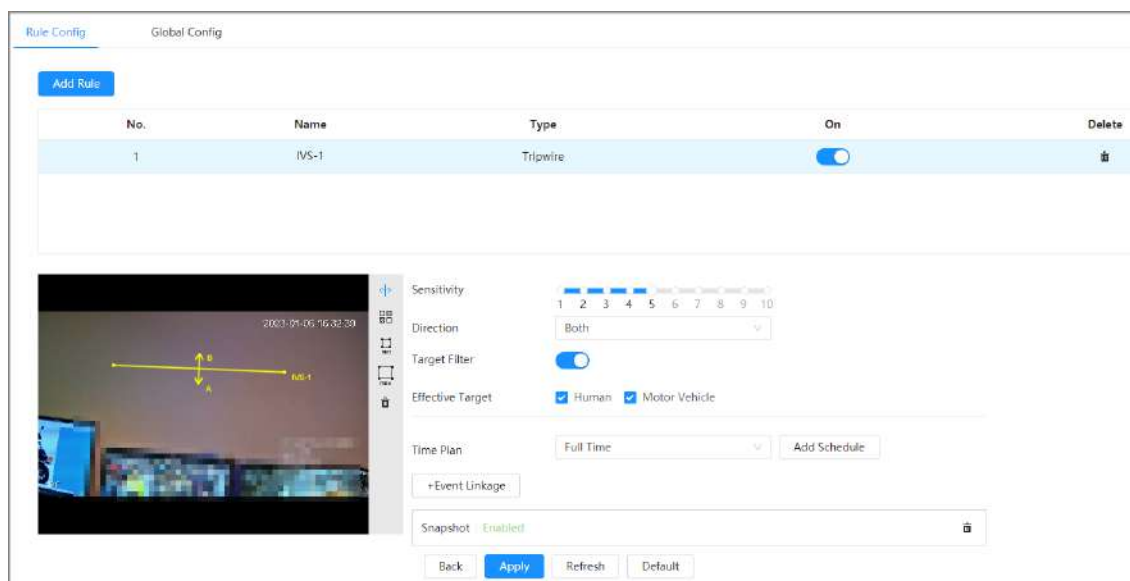 Rule Config Global Config
Add Rule
No. Name Type On Delete
1 IVS-1 Tripwire
Sensitivity
1 2 3 4 5 6 7 8 9 10
2023-01-06 16:32:39
Direction Both
B
IVS-1
A
Target Filter
Effective Target Human Motor Vehicle
Time Plan Full Time Add Schedule
+Event Linkage
Snapshot Enabled
Back Apply Refresh Default